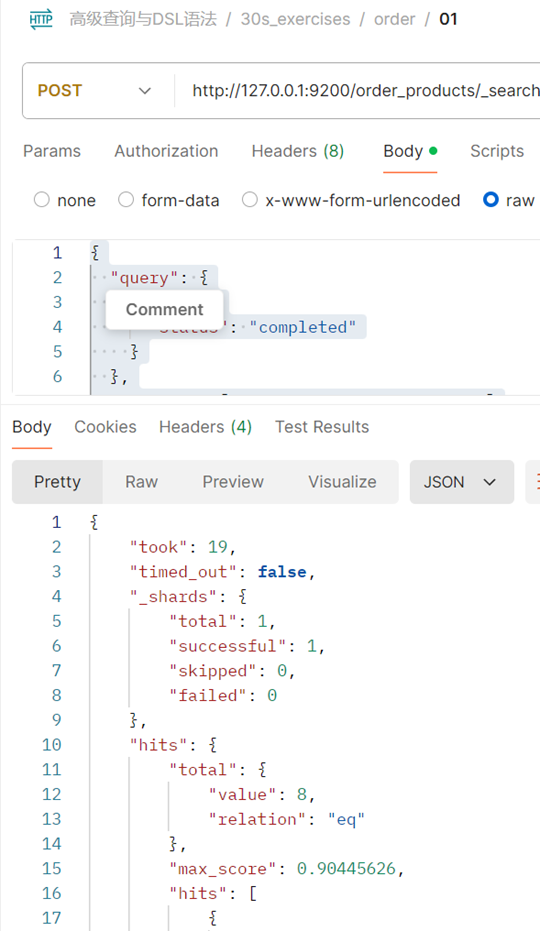 HTTP 高级查询与DSL语法 / 30s_exercises / order / 01
POST http://127.0.0.1:9200/order_products/_search
Params Authorization Headers (8) Body Scripts
none form-data x-www-form-urlencoded raw
1 {
2 "query": {
3
Comment
4 "status": "completed"
5 }
6 },
Body Cookies Headers (4) Test Results
Pretty Raw Preview Visualize JSON
1 {
2 "took": 19,
3 "timed_out": false,
4 "_shards": {
5 "total": 1,
6 "successful": 1,
7 "skipped": 0,
8 "failed": 0
9 },
10 "hits": {
11 "total": {
12 "value": 8,
13 "relation": "eq"
14 },
15 "max_score": 0.90445626,
16 "hits": [
17 {